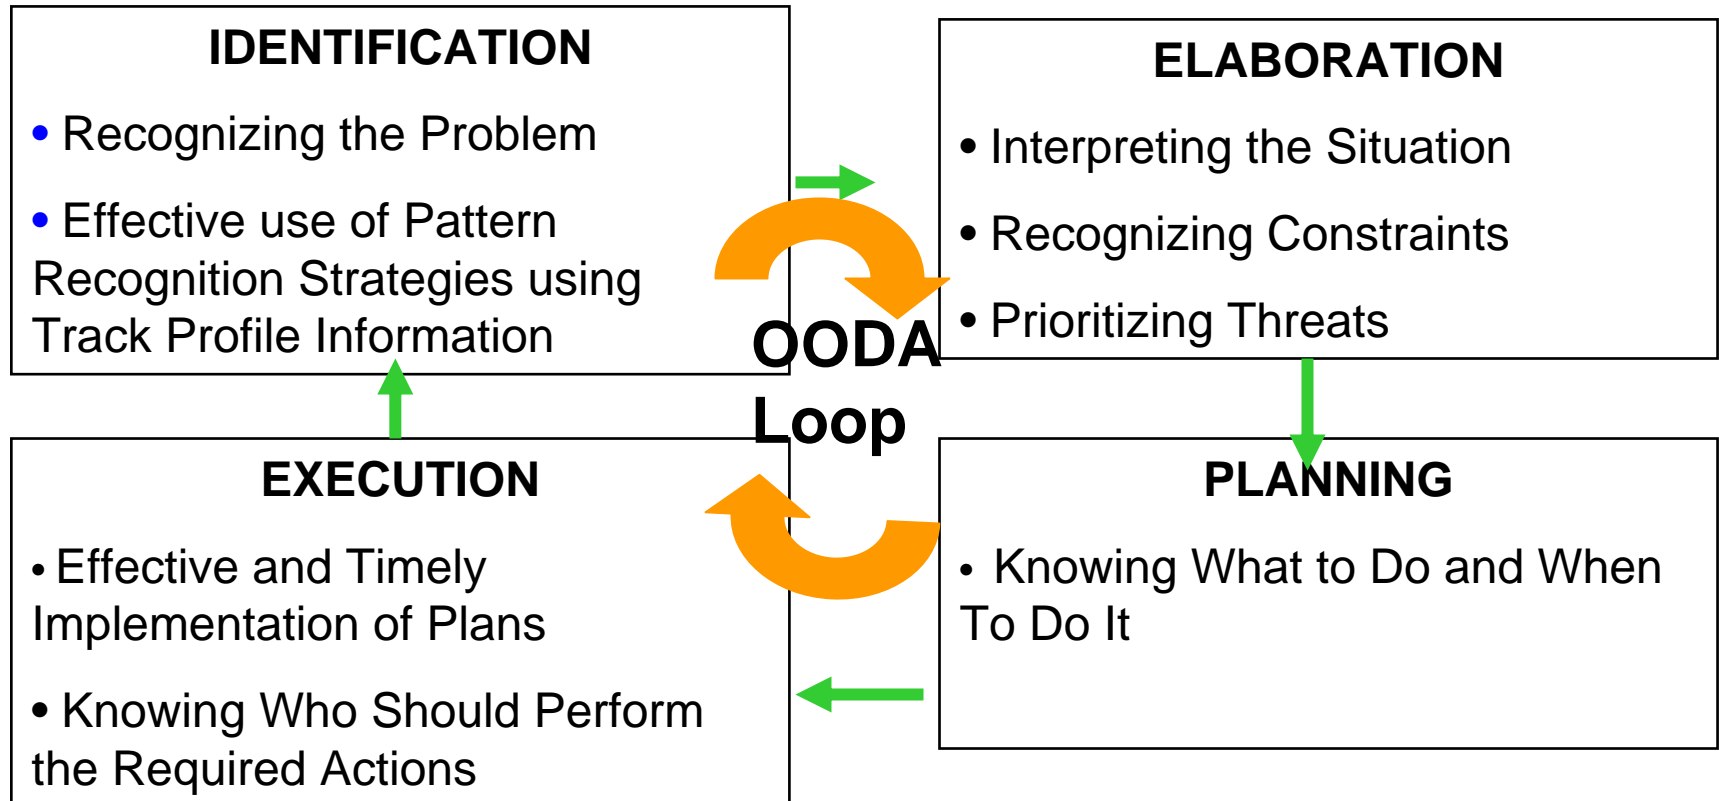 IDENTIFICATION
• Recognizing the Problem
• Effective use of Pattern
Recognition Strategies using
Track Profile Information
ELABORATION
• Interpreting the Situation
• Recognizing Constraints
• Prioritizing Threats
OODA
Loop
EXECUTION
• Effective and Timely
Implementation of Plans
• Knowing Who Should Perform
the Required Actions
PLANNING
• Knowing What to Do and When
To Do It